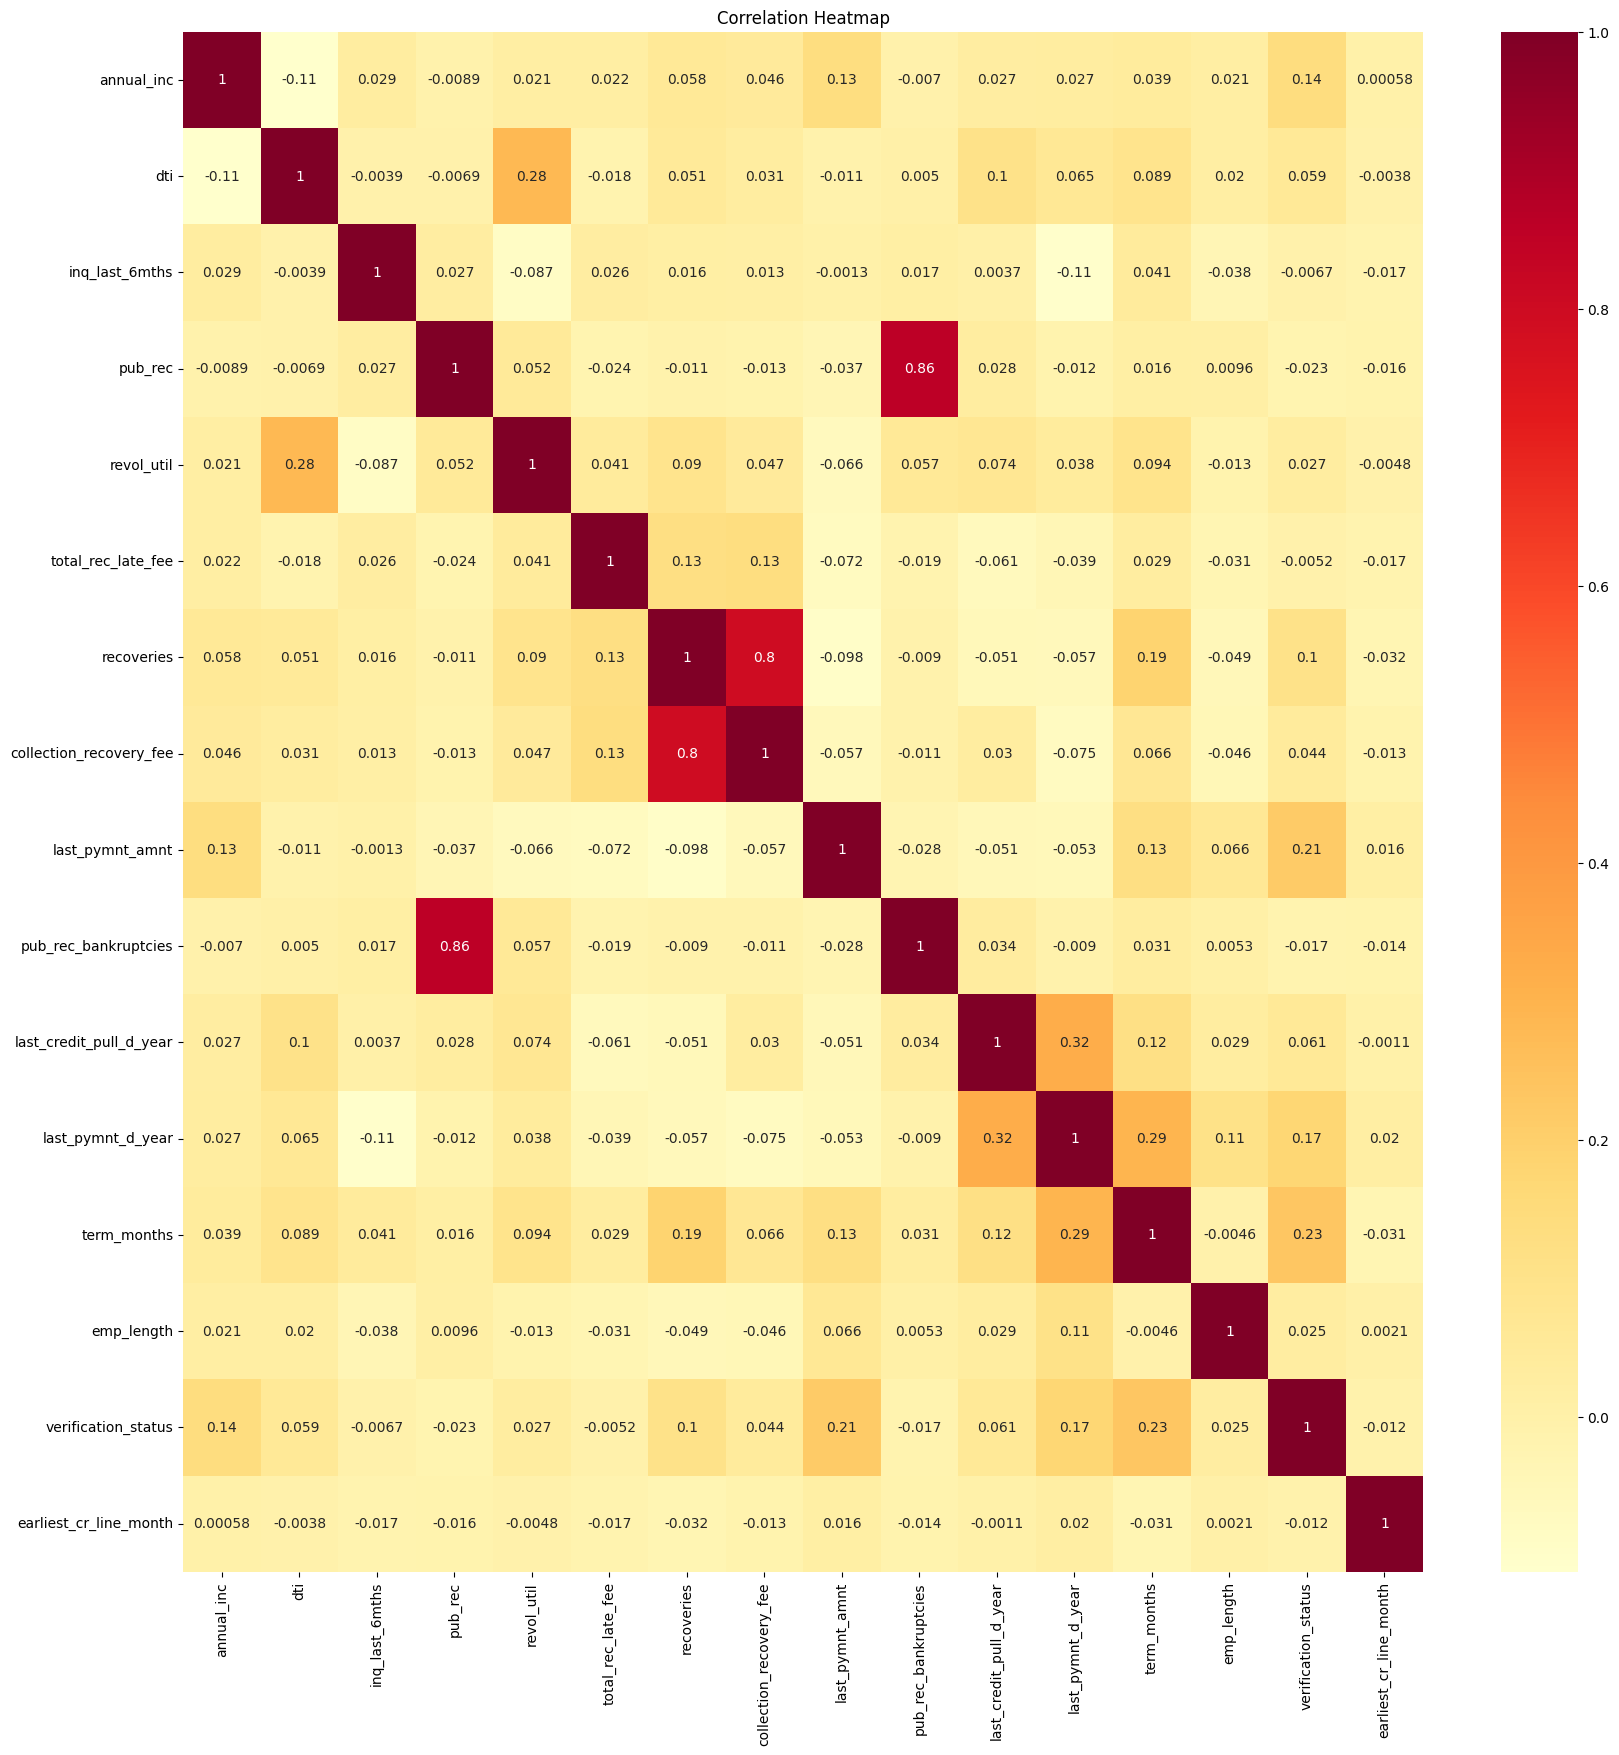 Correlation Heatmap
annual_inc 1 -0.11 0.029 -0.0089 0.021 0.022 0.058 0.046 0.13 -0.007 0.027 0.027 0.039 0.021 0.14 0.00058
dti -0.11 1 -0.0039 -0.0069 0.28 -0.018 0.051 0.031 -0.011 0.005 0.1 0.065 0.089 0.02 0.059 -0.0038
inq_last_6mths 0.029 -0.0039 1 0.027 -0.087 0.026 0.016 0.013 -0.0013 0.017 0.0037 -0.11 0.041 -0.038 -0.0067 -0.017
pub_rec -0.0089 -0.0069 0.027 1 0.052 -0.024 -0.011 -0.013 -0.037 0.86 0.028 -0.012 0.016 0.0096 -0.023 -0.016
revol_util 0.021 0.28 -0.087 0.052 1 0.041 0.09 0.047 -0.066 0.057 0.074 0.038 0.094 -0.013 0.027 -0.0048
total_rec_late_fee 0.022 -0.018 0.026 -0.024 0.041 1 0.13 0.13 -0.072 -0.019 -0.061 -0.039 0.029 -0.031 -0.0052 -0.017
recoveries 0.058 0.051 0.016 -0.011 0.09 0.13 1 0.8 -0.098 -0.009 -0.051 -0.057 0.19 -0.049 0.1 -0.032
collection_recovery_fee 0.046 0.031 0.013 -0.013 0.047 0.13 0.8 1 -0.057 -0.011 0.03 -0.075 0.066 -0.046 0.044 -0.013
last_pymnt_amnt 0.13 -0.011 -0.0013 -0.037 -0.066 -0.072 -0.098 -0.057 1 -0.028 -0.051 -0.053 0.13 0.066 0.21 0.016
pub_rec_bankruptcies -0.007 0.005 0.017 0.86 0.057 -0.019 -0.009 -0.011 -0.028 1 0.034 -0.009 0.031 0.0053 -0.017 -0.014
last_credit_pull_d_year 0.027 0.1 0.0037 0.028 0.074 -0.061 -0.051 0.03 -0.051 0.034 1 0.32 0.12 0.029 0.061 -0.0011
last_pymnt_d_year 0.027 0.065 -0.11 -0.012 0.038 -0.039 -0.057 -0.075 -0.053 -0.009 0.32 1 0.29 0.11 0.17 0.02
term_months 0.039 0.089 0.041 0.016 0.094 0.029 0.19 0.066 0.13 0.031 0.12 0.29 1 -0.0046 0.23 -0.031
emp_length 0.021 0.02 -0.038 0.0096 -0.013 -0.031 -0.049 -0.046 0.066 0.0053 0.029 0.11 -0.0046 1 0.025 0.0021
verification_status 0.14 0.059 -0.0067 -0.023 0.027 -0.0052 0.1 0.044 0.21 -0.017 0.061 0.17 0.23 0.025 1 -0.012
earliest_cr_line_month 0.00058 -0.0038 -0.017 -0.016 -0.0048 -0.017 -0.032 -0.013 0.016 -0.014 -0.0011 0.02 -0.031 0.0021 -0.012 1
annual_inc
dti
inq_last_6mths
pub_rec
revol_util
total_rec_late_fee
recoveries
collection_recovery_fee
last_pymnt_amnt
pub_rec_bankruptcies
last_credit_pull_d_year
last_pymnt_d_year
term_months
emp_length
verification_status
earliest_cr_line_month
1.0
0.8
0.6
0.4
0.2
0.0